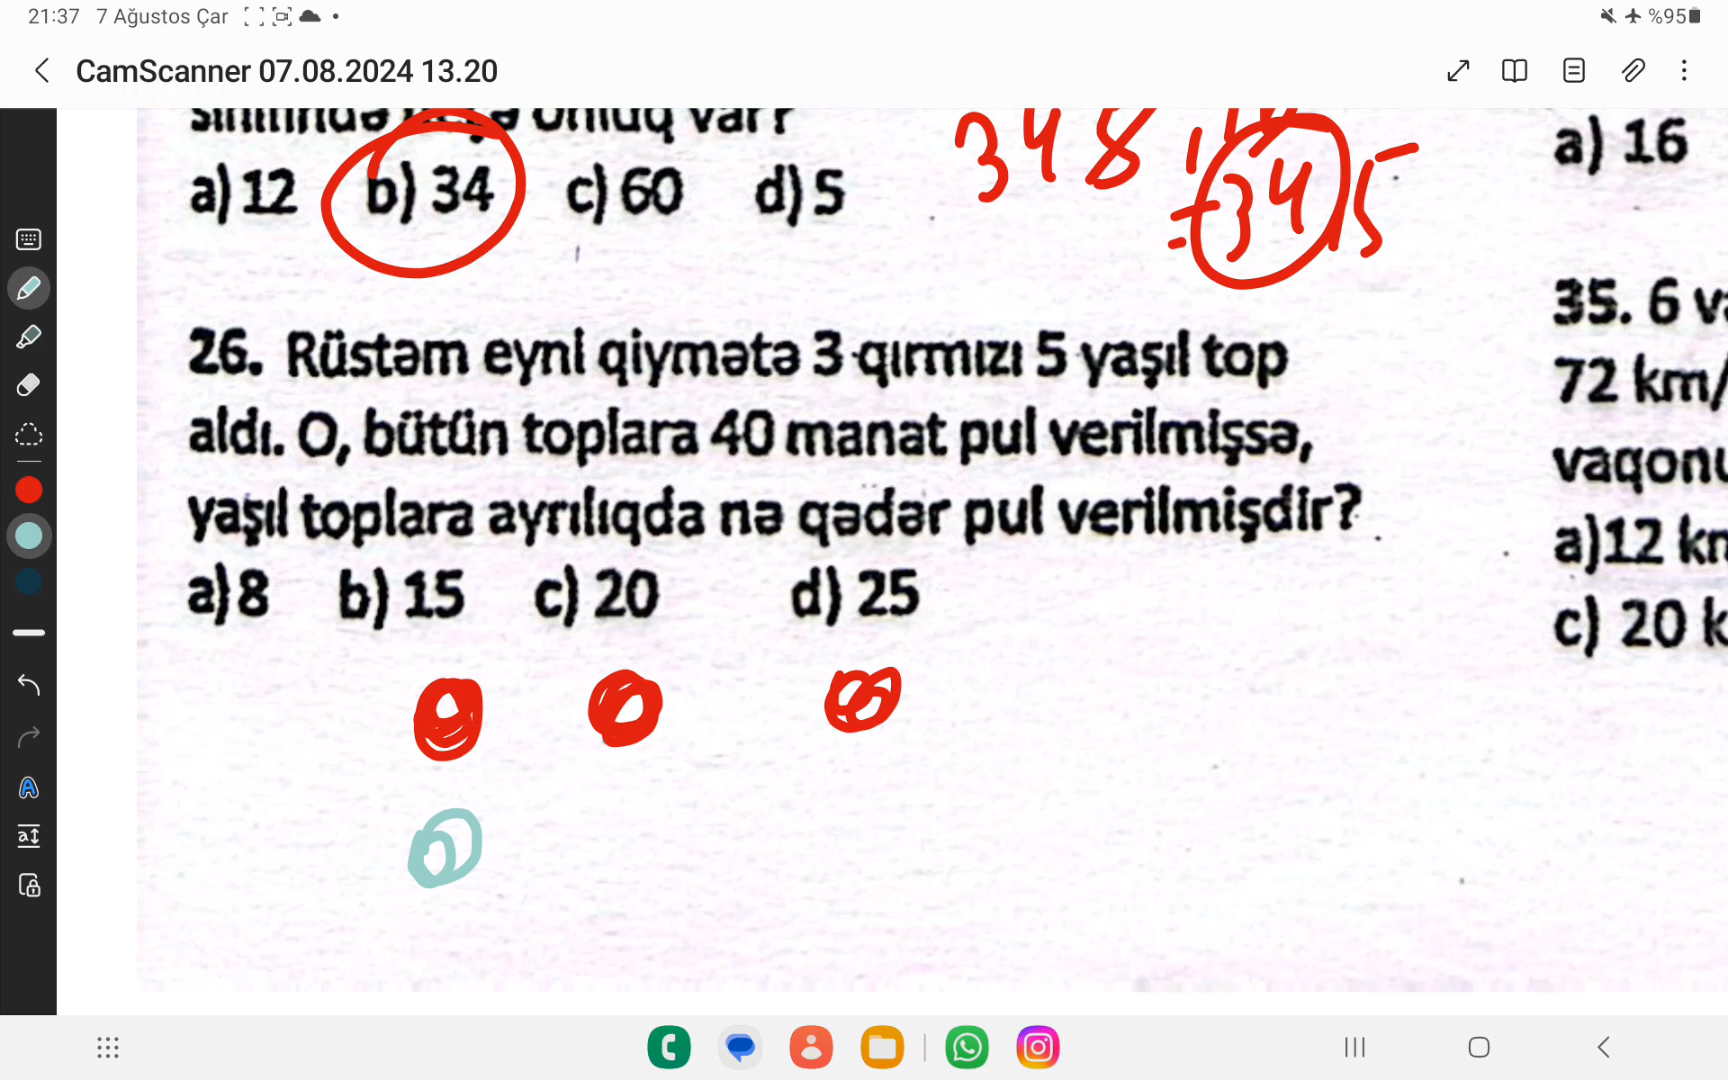 21:37 7 Ağustos Çar %95
CamScanner 07.08.2024 13.20
a) 12 b) 34 c) 60 d) 5
348
= 34,5
a) 16
26. Rüstəm eyni qiymətə 3 qırmızı 5 yaşıl top
aldı. O, bütün toplara 40 manat pul verilmişsə,
yaşıl toplara ayrılıqda nə qədər pul verilmişdir?
a) 8 b) 15 c) 20 d) 25
35. 6
72 km/
a) 12
c) 20